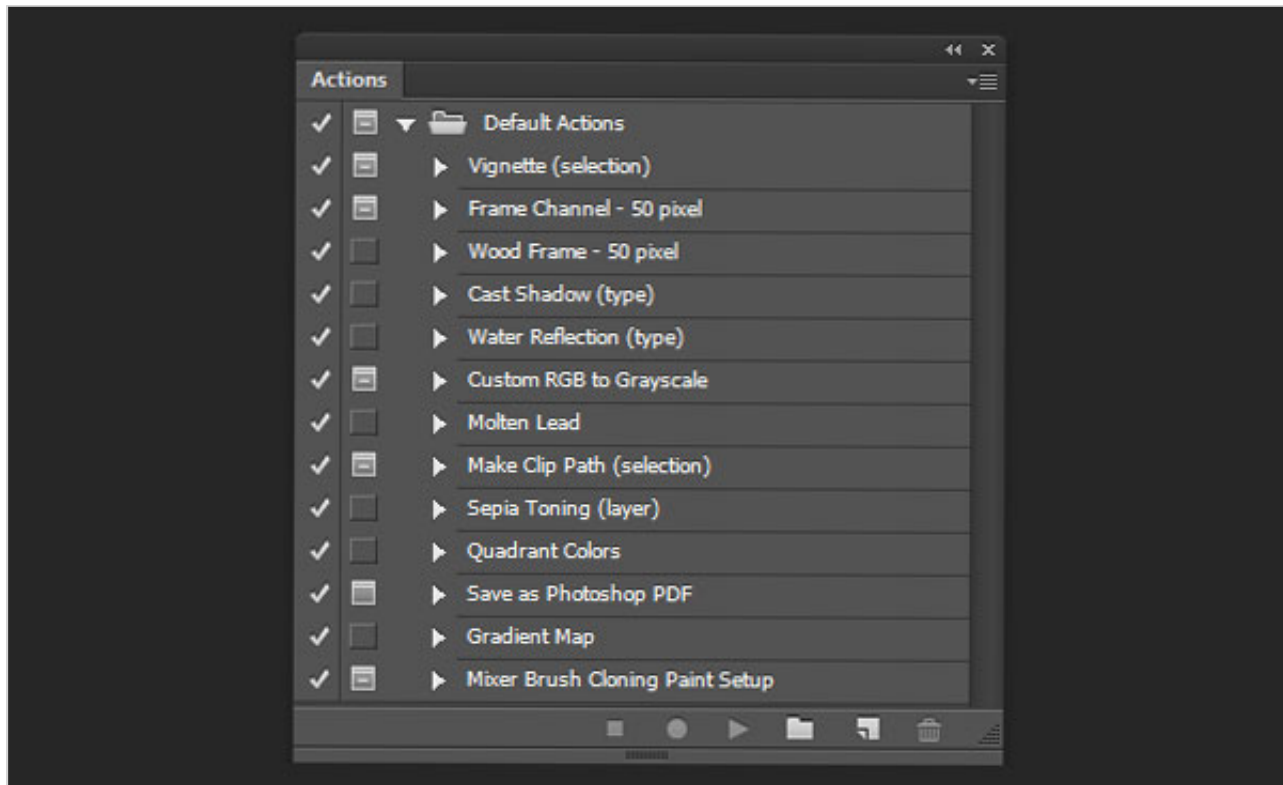 Actions
Default Actions
Vignette (selection)
Frame Channel - 50 pixel
Wood Frame - 50 pixel
Cast Shadow (type)
Water Reflection (type)
Custom RGB to Grayscale
Molten Lead
Make Clip Path (selection)
Sepia Toning (layer)
Quadrant Colors
Save as Photoshop PDF
Gradient Map
Mixer Brush Cloning Paint Setup